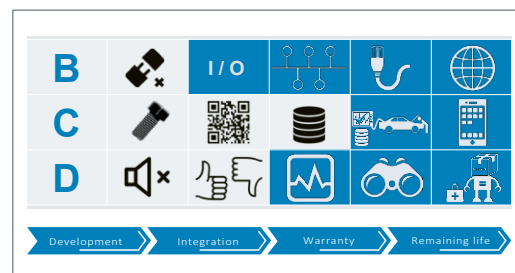 B
I/O
C
D
Development
Integration
Warranty
Remaining life